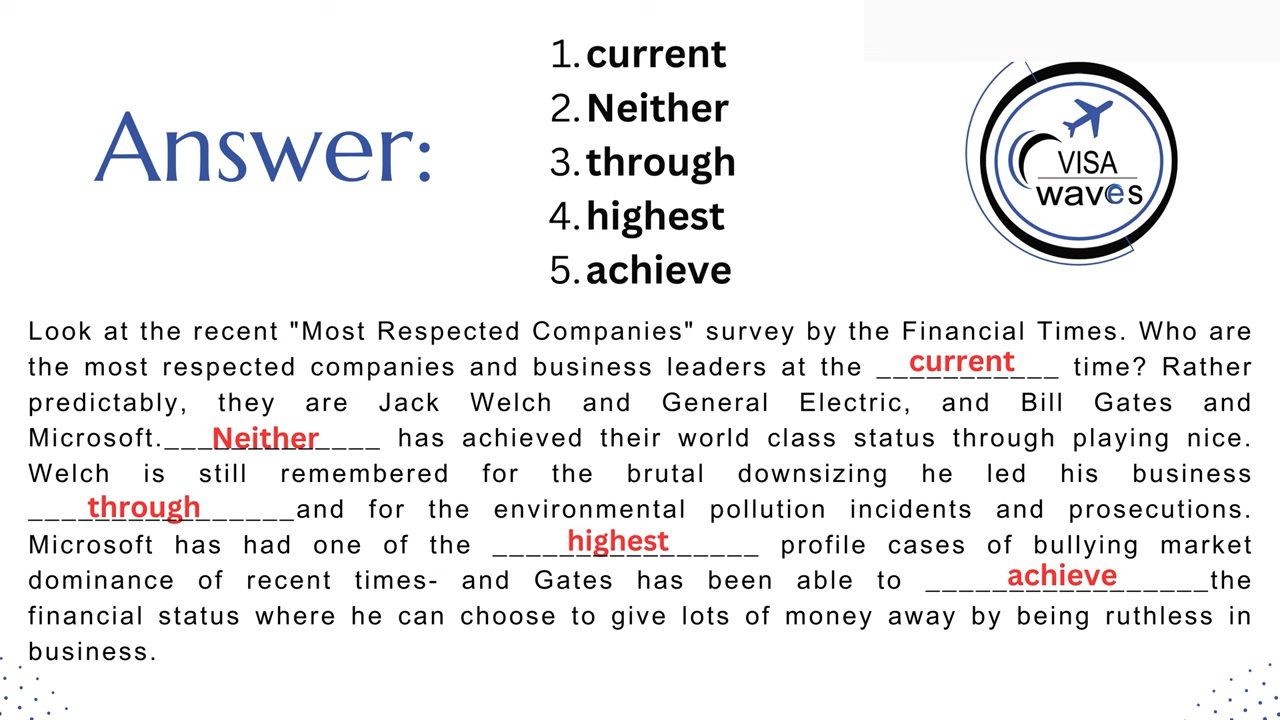 Answer:
1. current
2. Neither
3. through
4. highest
5. achieve
VISA
waves
Look at the recent "Most Respected Companies" survey by the Financial Times. Who are
the most respected companies and business leaders at the ___current___ time? Rather
predictably, they are Jack Welch and General Electric, and Bill Gates and
Microsoft.___Neither___ has achieved their world class status through playing nice.
Welch is still remembered for the brutal downsizing he led his business
___through___and for the environmental pollution incidents and prosecutions.
Microsoft has had one of the ___highest___ profile cases of bullying market
dominance of recent times- and Gates has been able to ___achieve___the
financial status where he can choose to give lots of money away by being ruthless in
business.